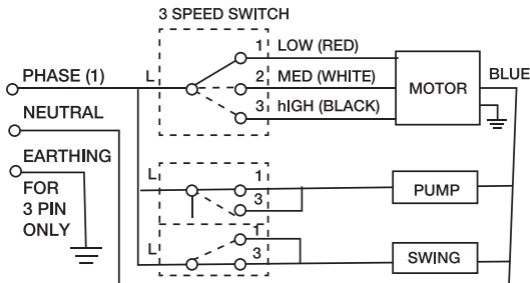 3 SPEED SWITCH
1 LOW (RED)
PHASE (1) L 2 MED (WHITE) MOTOR BLUE
3 hIGH (BLACK)
NEUTRAL
EARTHING
FOR
3 PIN
ONLY
L 1 PUMP
3
1
L 3 SWING